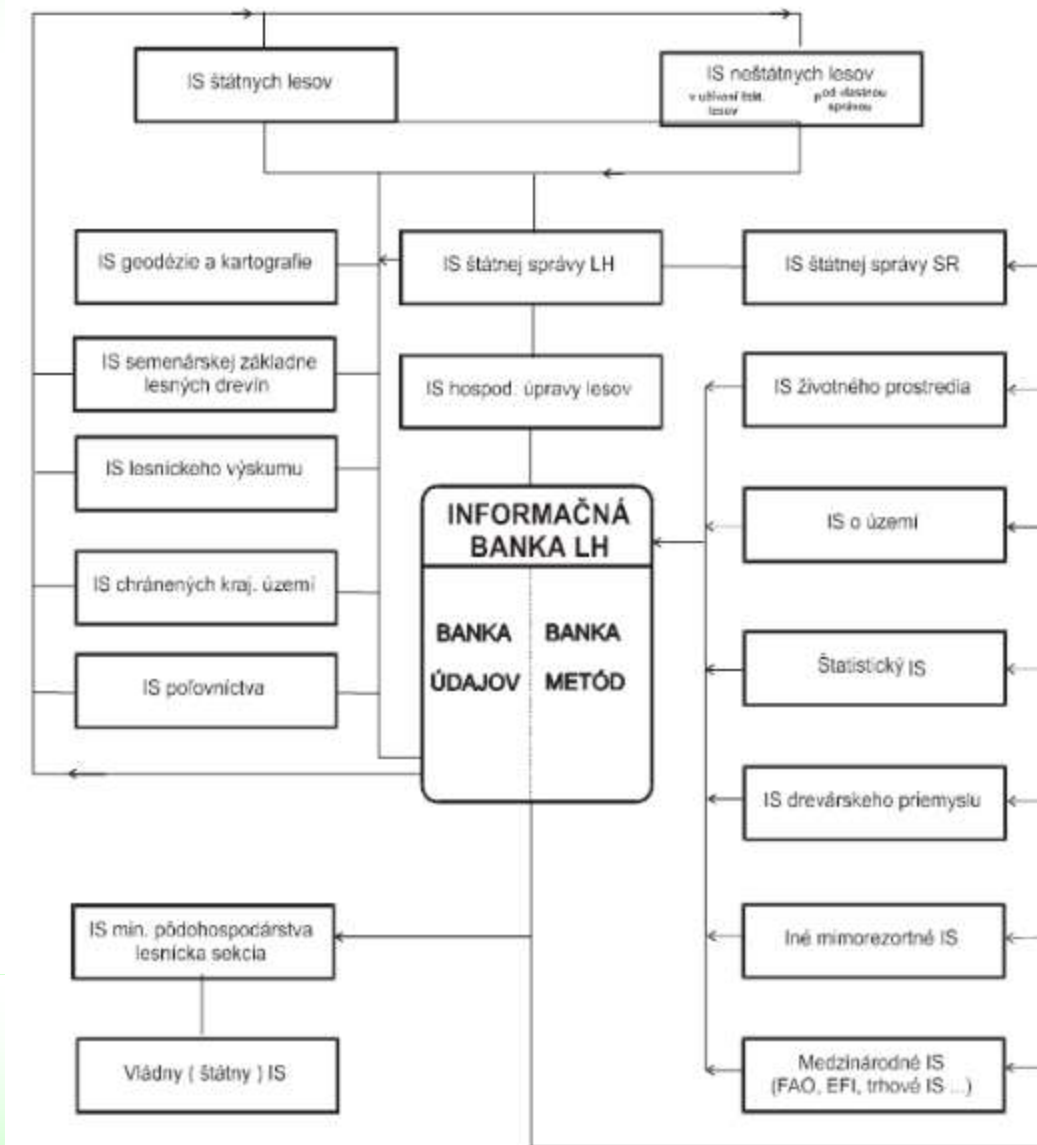 IS štátnych lesov
IS neštátnych lesov
v užívaní štát. lesov
pod vlastnou správou
IS geodézie a kartografie
IS štátnej správy LH
IS štátnej správy SR
IS semenárskej základne
lesných drevín
IS hospod. úpravy lesov
IS životného prostredia
IS lesníckeho výskumu
INFORMAČNÁ
BANKA LH
IS o území
IS chránených kraj. území
BANKA
ÚDAJOV
BANKA
METÓD
Štatistický IS
IS poľovníctva
IS drevárskeho priemyslu
IS min. pôdohospodárstva
lesnícka sekcia
Iné mimorezortné IS
Vládny ( štátny ) IS
Medzinárodné IS
(FAO, EFI, trhové IS ...)